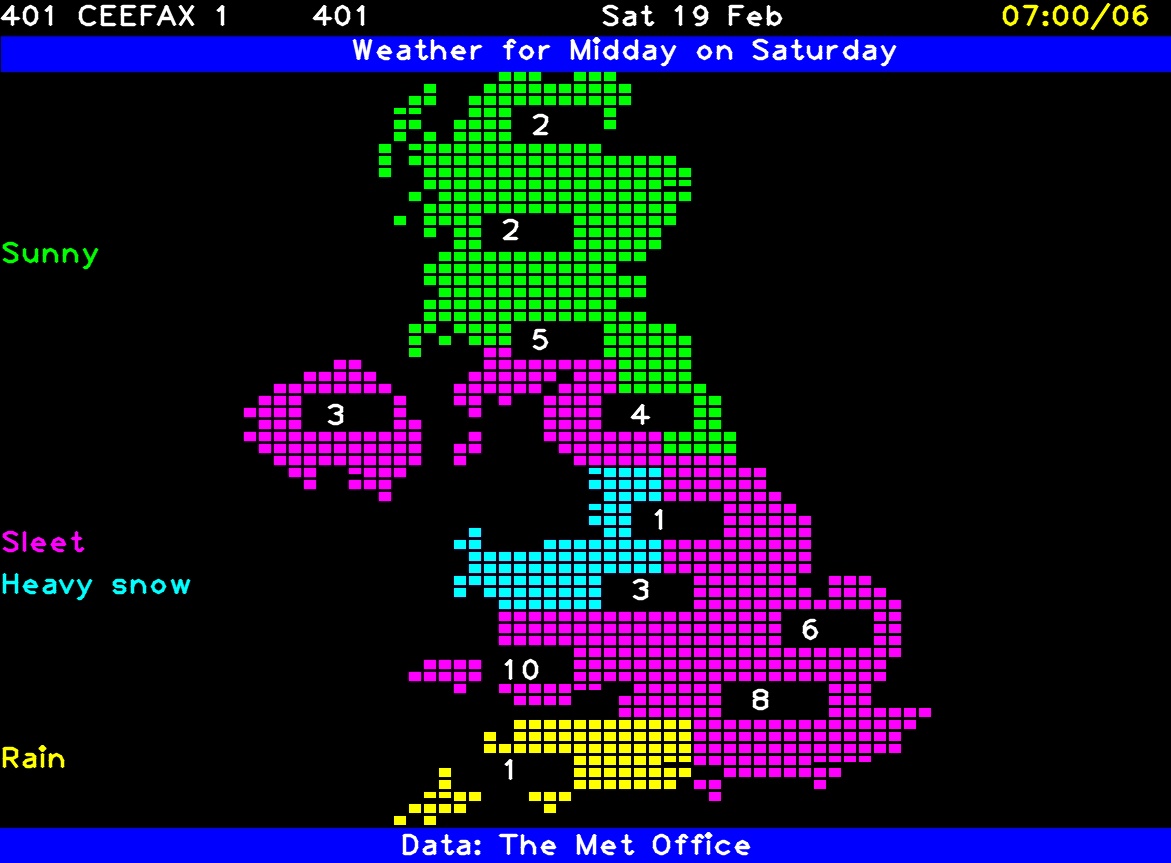 401 CEEFAX 1 401 Sat 19 Feb 07:00/06
Weather for Midday on Saturday
2
2
Sunny
5
3 4
1
Sleet
Heavy snow
3
6
10
8
Rain
1
Data: The Met Office